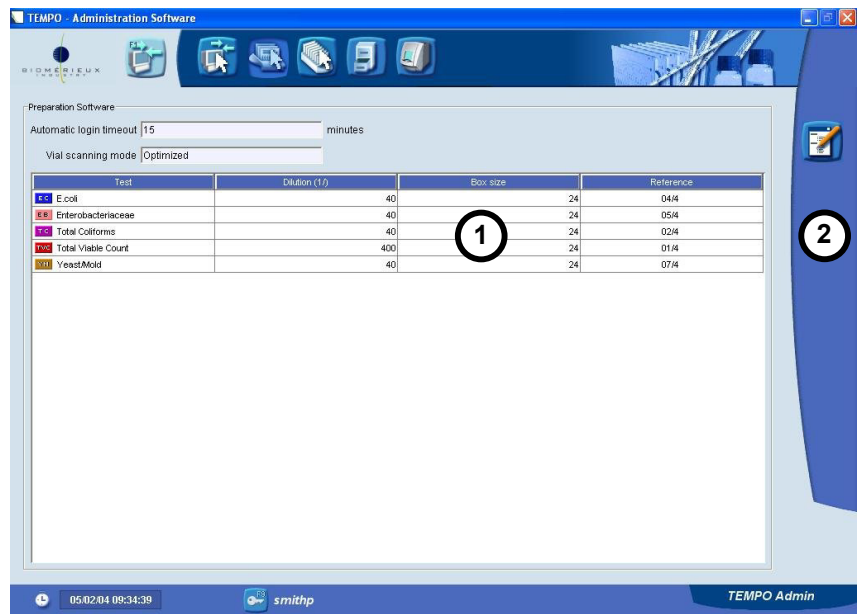 TEMPO - Administration Software
BIOMÉRIEUX
INDUSTRY
Preparation Software
Automatic login timeout 15 minutes
Vial scanning mode Optimized
Test Dilution (1/) Box size Reference
EC E.coli 40 24 04/4
EB Enterobacteriaceae 40 24 05/4
TC Total Coliforms 40 24 02/4
TVC Total Viable Count 400 24 01/4
YM Yeast/Mold 40 24 07/4
1
2
05/02/04 09:34:39 smithp TEMPO Admin